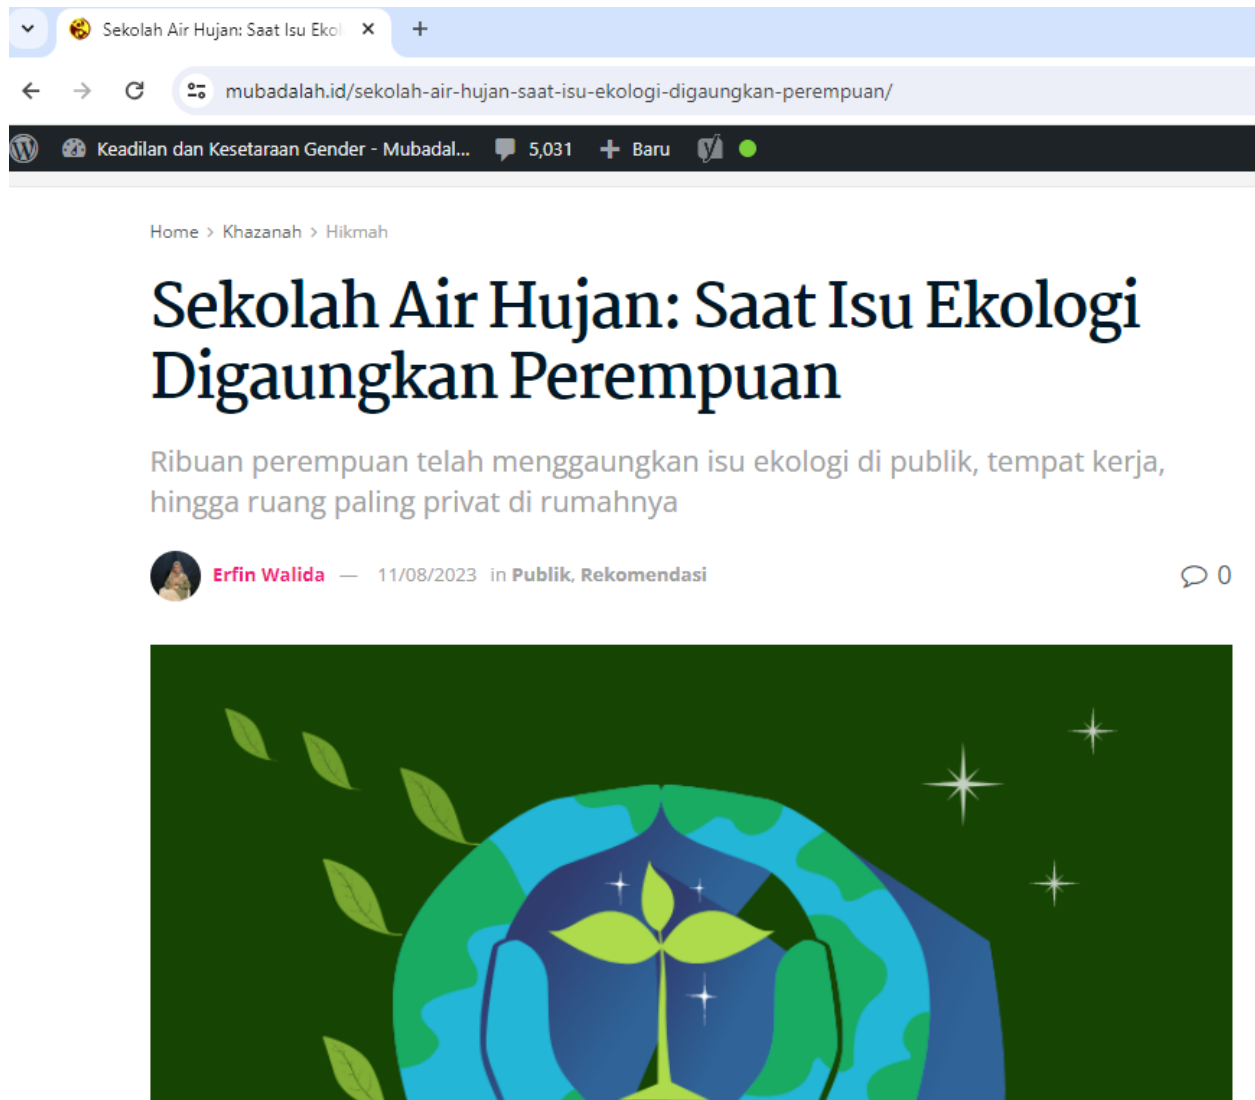 Sekolah Air Hujan: Saat Isu Ekol
mubadalah.id/sekolah-air-hujan-saat-isu-ekologi-digaungkan-perempuan/
Keadilan dan Kesetaraan Gender - Mubadal... 5,031 + Baru
Home > Khazanah > Hikmah
Sekolah Air Hujan: Saat Isu Ekologi
Digaungkan Perempuan
Ribuan perempuan telah menggaungkan isu ekologi di publik, tempat kerja,
hingga ruang paling privat di rumahnya
Erfin Walida — 11/08/2023 in Publik, Rekomendasi 0